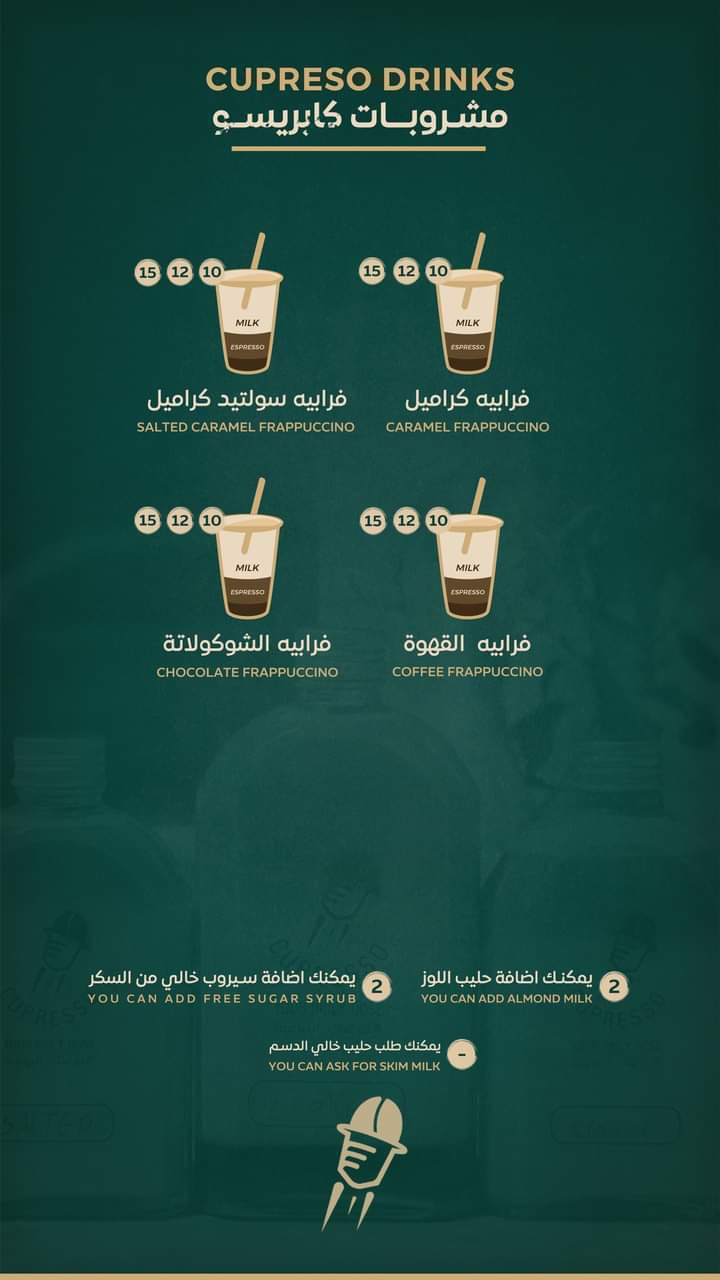 CUPRESO DRINKS
مشروبات كابريسو
15 12 10
MILK
ESPRESSO
فرابيه سولتيد كراميل
SALTED CARAMEL FRAPPUCCINO
15 12 10
MILK
ESPRESSO
فرابيه كراميل
CARAMEL FRAPPUCCINO
15 12 10
MILK
ESPRESSO
فرابيه الشوكولاتة
CHOCOLATE FRAPPUCCINO
15 12 10
MILK
ESPRESSO
فرابيه القهوة
COFFEE FRAPPUCCINO
يمكنك اضافة سيروب خالي من السكر 2
YOU CAN ADD FREE SUGAR SYRUB
يمكنك اضافة حليب اللوز 2
YOU CAN ADD ALMOND MILK
يمكنك طلب حليب خالي الدسم -
YOU CAN ASK FOR SKIM MILK
CUPRESO
SALTED